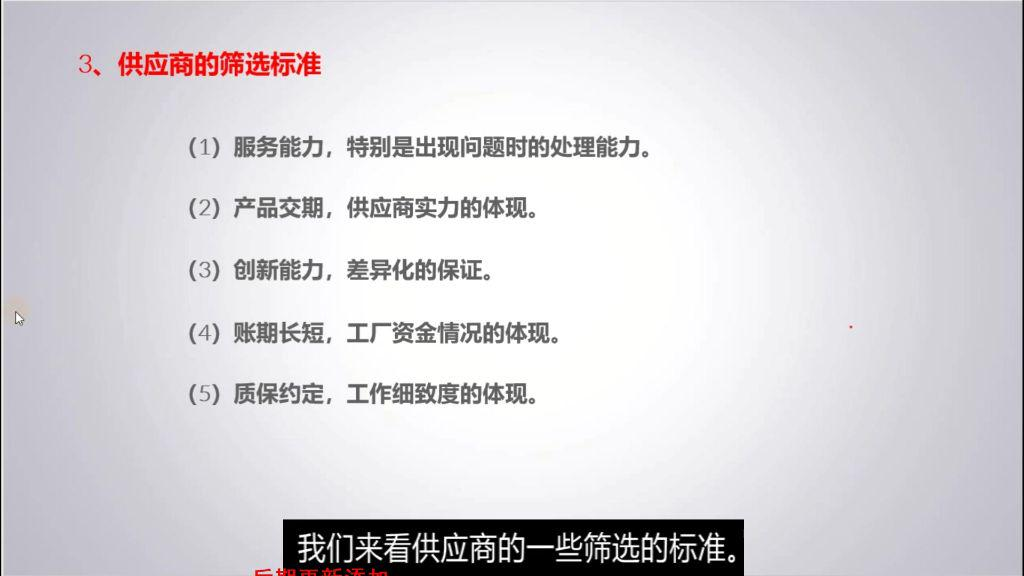 3、供应商的筛选标准
（1）服务能力，特别是出现问题时的处理能力。
（2）产品交期，供应商实力的体现。
（3）创新能力，差异化的保证。
（4）账期长短，工厂资金情况的体现。
（5）质保约定，工作细致度的体现。
我们来看供应商的一些筛选的标准。